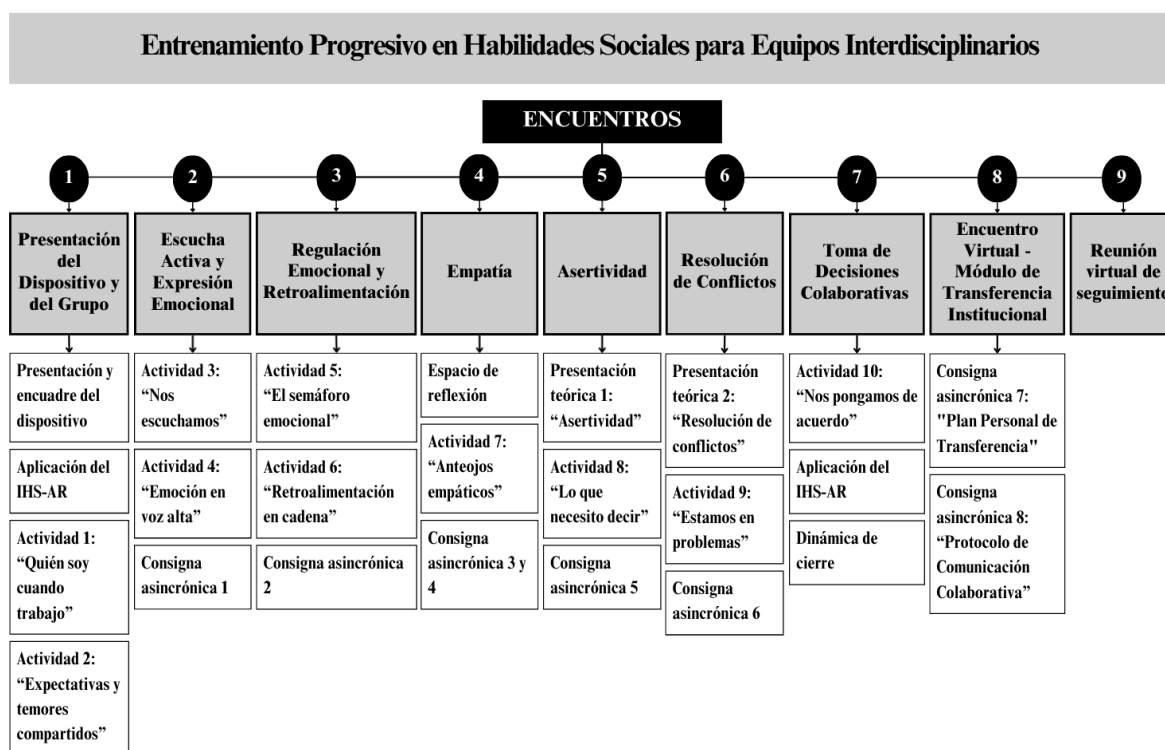 Entrenamiento Progresivo en Habilidades Sociales para Equipos Interdisciplinarios
ENCUENTROS
1
2
3
4
5
6
7
8
9
Presentación
del
Dispositivo y
del Grupo
Escucha
Activa y
Expresión
Emocional
Regulación
Emocional y
Retroalimentación
Empatía
Asertividad
Resolución
de Conflictos
Toma de
Decisiones
Colaborativas
Encuentro
Virtual -
Módulo de
Transferencia
Institucional
Reunión
virtual de
seguimiento
Presentación y
encuadre del
dispositivo
Aplicación del
IHS-AR
Actividad 1:
“Quién soy
cuando
trabajo”
Actividad 2:
“Expectativas y
temores
compartidos”
Actividad 3:
“Nos
escuchamos”
Actividad 4:
“Emoción en
voz alta”
Consigna
asincrónica 1
Actividad 5:
“El semáforo
emocional”
Actividad 6:
“Retroalimentación
en cadena”
Consigna asincrónica
2
Espacio de
reflexión
Actividad 7:
“Anteojos
empáticos”
Consigna
asincrónica 3 y
4
Presentación
teórica 1:
“Asertividad”
Actividad 8:
“Lo que
necesito decir”
Consigna
asincrónica 5
Presentación
teórica 2:
“Resolución de
conflictos”
Actividad 9:
“Estamos en
problemas”
Consigna
asincrónica 6
Actividad 10:
“Nos pongamos de
acuerdo”
Aplicación del
IHS-AR
Dinámica de
cierre
Consigna
asincrónica 7:
"Plan Personal de
Transferencia"
Consigna
asincrónica 8:
“Protocolo de
Comunicación
Colaborativa”